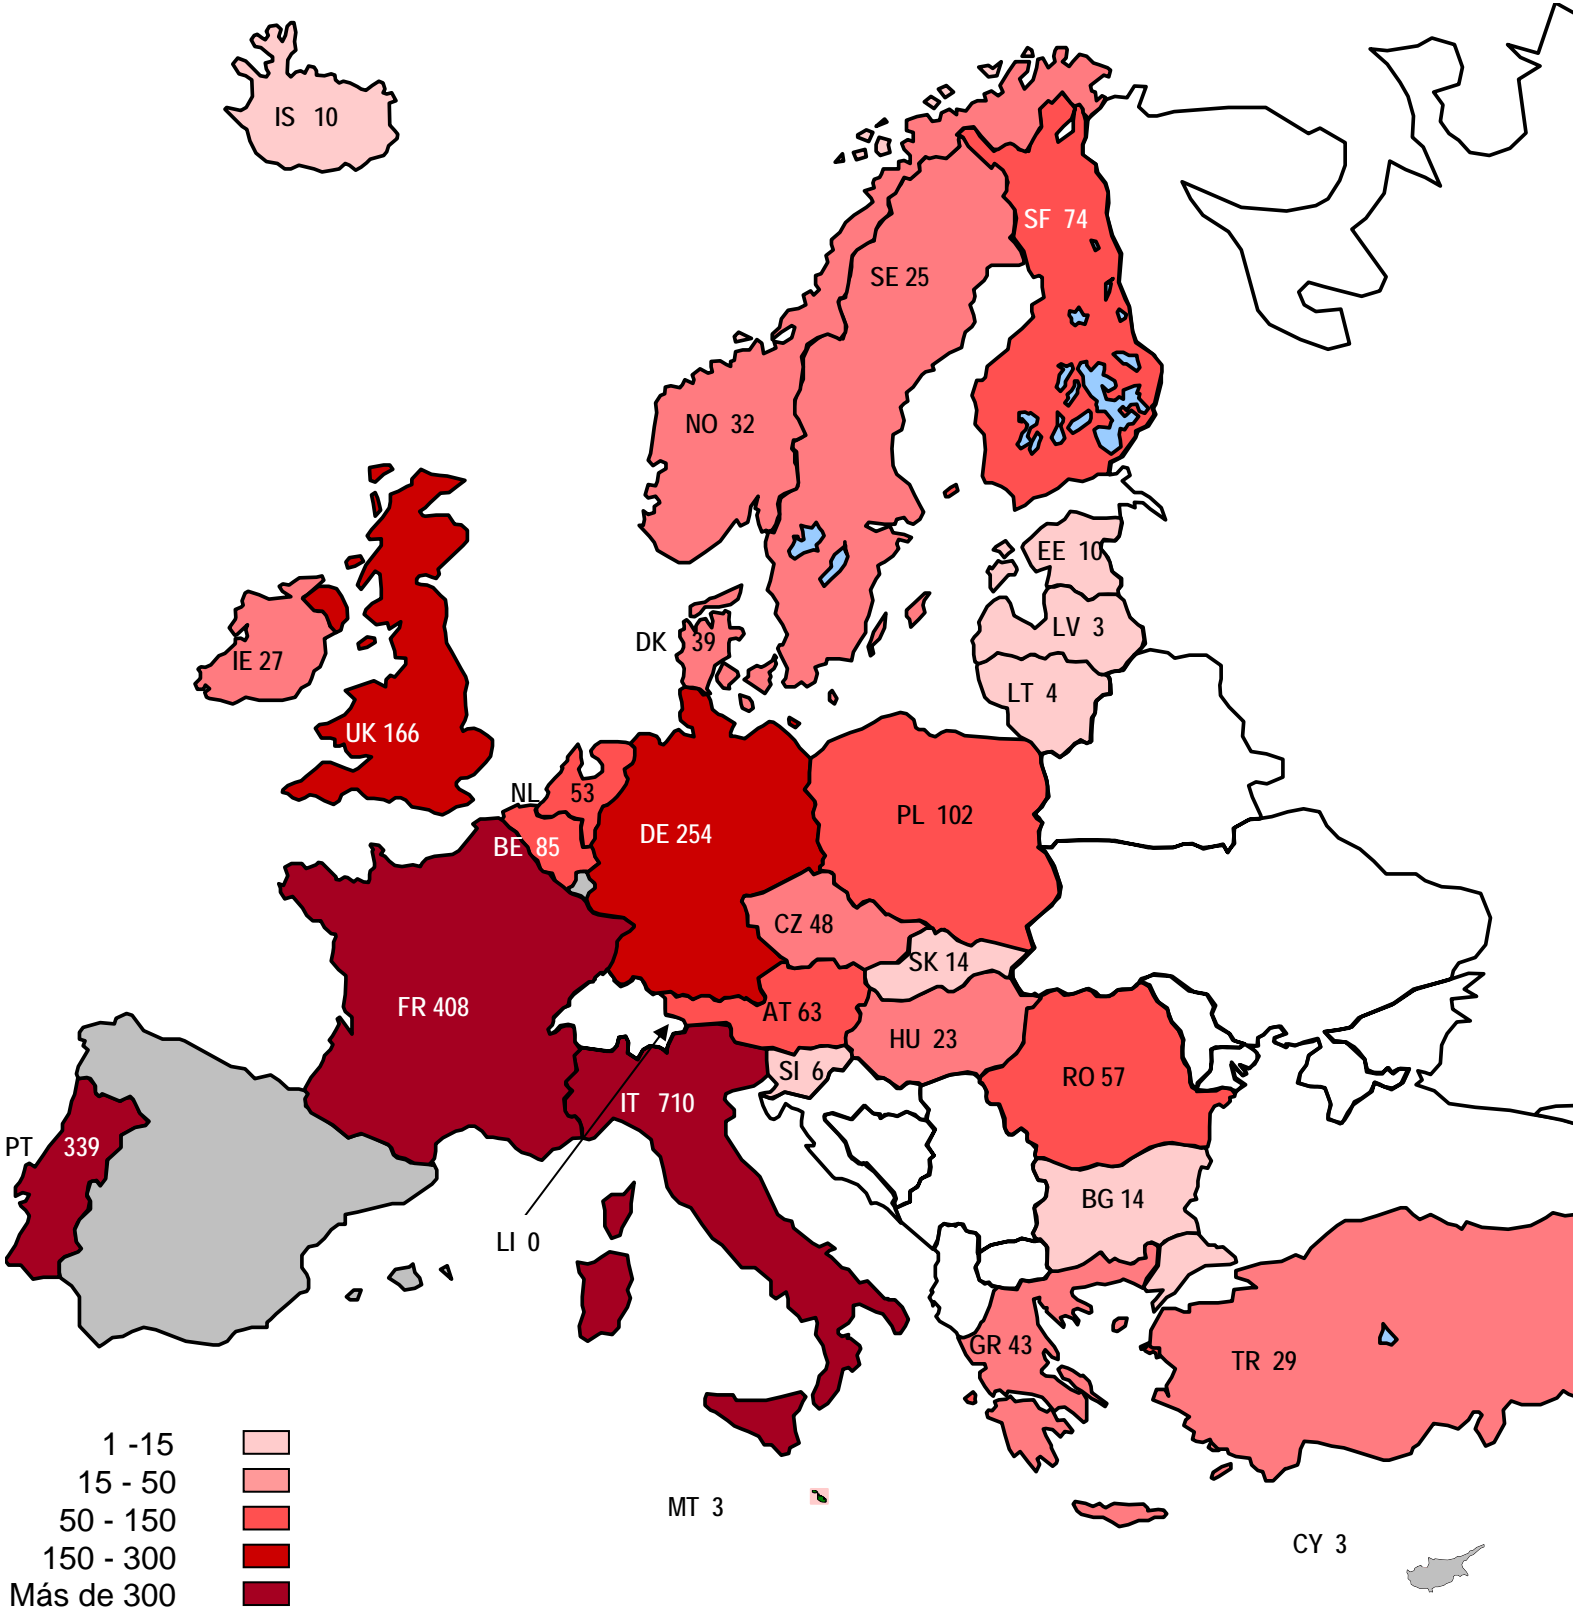 IS 10
SF 74
SE 25
NO 32
EE 10
LV 3
DK 39
IE 27
LT 4
UK 166
NL 53
PL 102
DE 254
BE 85
CZ 48
SK 14
FR 408
AT 63
HU 23
SI 6
RO 57
IT 710
PT 339
BG 14
LI 0
GR 43
TR 29
MT 3
CY 3
1 -15
15 - 50
50 - 150
150 - 300
Más de 300